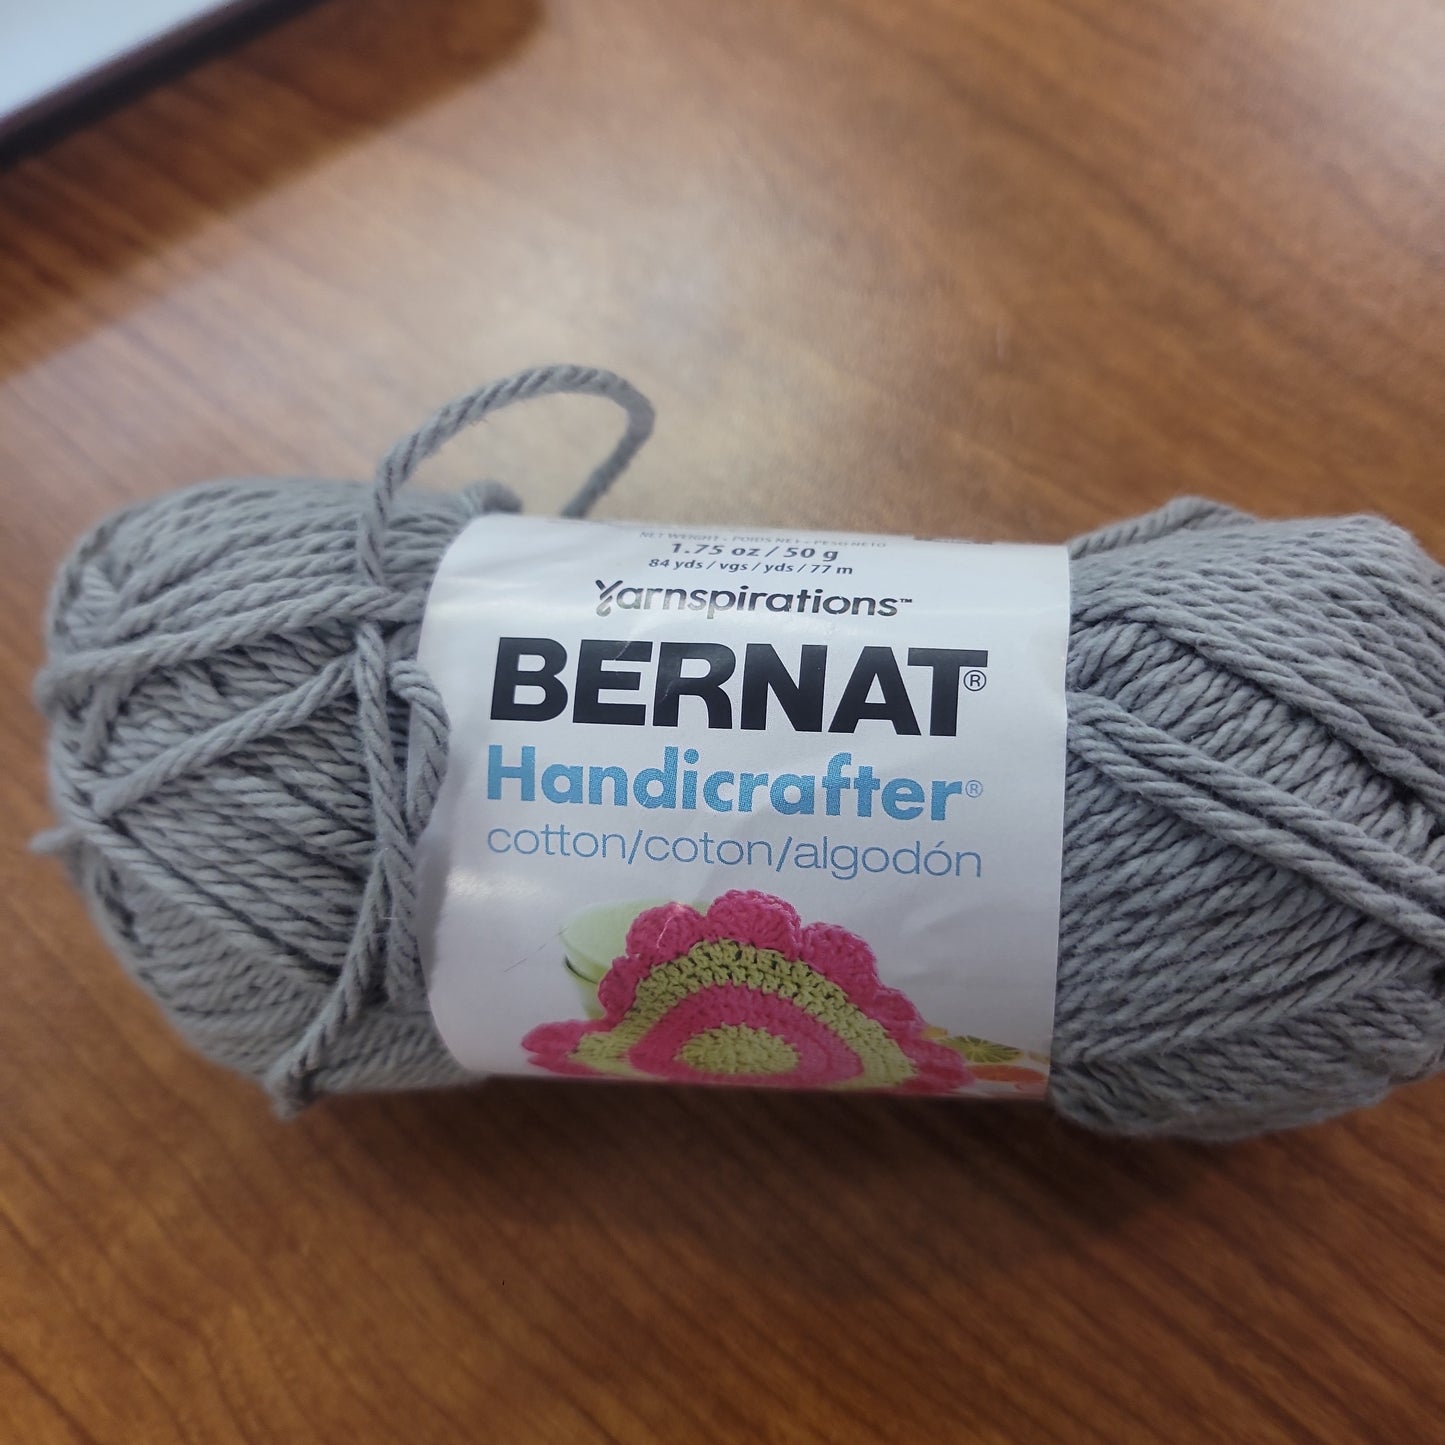 NET WEIGHT • POIDS NET • PESO NETO
1.75 oz / 50 g
84 yds / vgs / yds / 77 m
Yarnspirations™
BERNAT®
Handicrafter®
cotton/coton/algodón